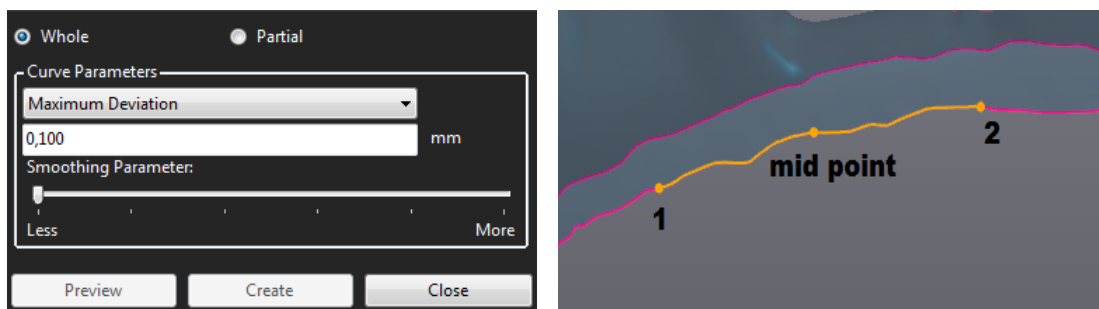 Whole Partial
Curve Parameters
Maximum Deviation
0,100 mm
Smoothing Parameter:
Less More
Preview Create Close
2
mid point
1